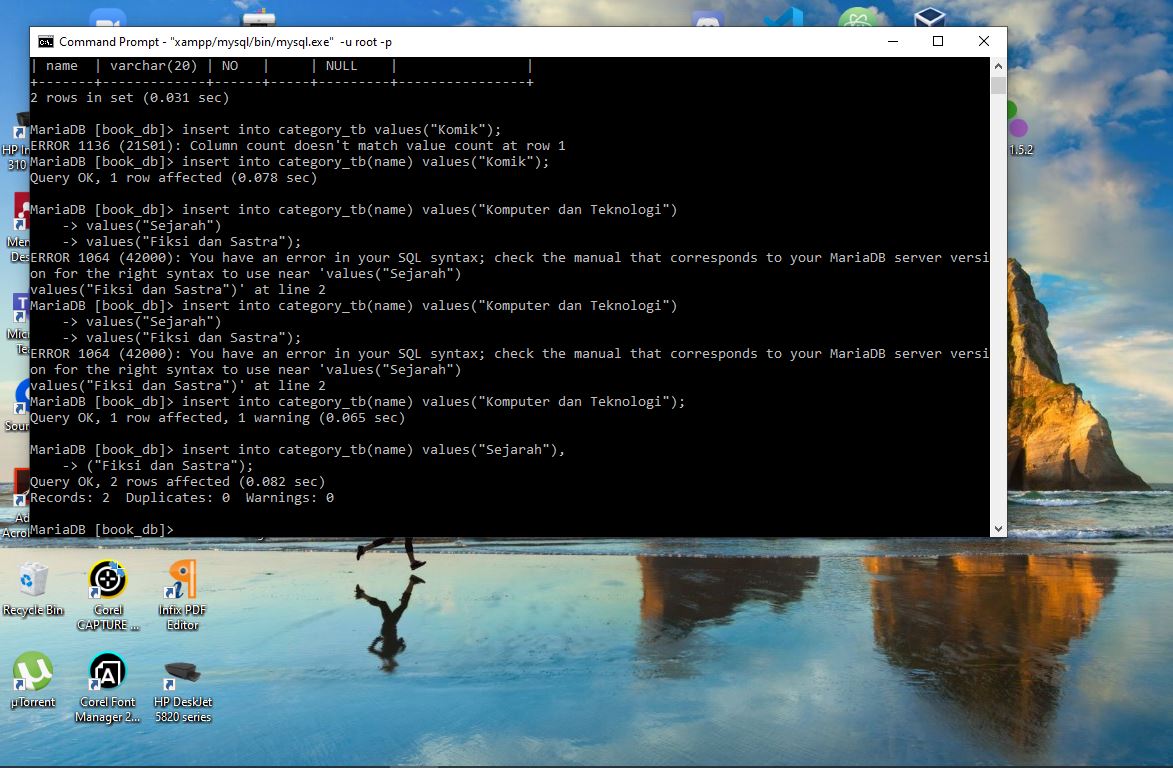 Command Prompt - "xampp/mysql/bin/mysql.exe" -u root -p
| name | varchar(20) | NO | | NULL | |
+-------+-------------+------+-----+---------+----------------+
2 rows in set (0.031 sec)
MariaDB [book_db]> insert into category_tb values("Komik");
ERROR 1136 (21S01): Column count doesn't match value count at row 1
MariaDB [book_db]> insert into category_tb(name) values("Komik");
Query OK, 1 row affected (0.078 sec)
MariaDB [book_db]> insert into category_tb(name) values("Komputer dan Teknologi")
-> values("Sejarah")
-> values("Fiksi dan Sastra");
ERROR 1064 (42000): You have an error in your SQL syntax; check the manual that corresponds to your MariaDB server versi
on for the right syntax to use near 'values("Sejarah")
values("Fiksi dan Sastra")' at line 2
MariaDB [book_db]> insert into category_tb(name) values("Komputer dan Teknologi")
-> values("Sejarah")
-> values("Fiksi dan Sastra");
ERROR 1064 (42000): You have an error in your SQL syntax; check the manual that corresponds to your MariaDB server versi
on for the right syntax to use near 'values("Sejarah")
values("Fiksi dan Sastra")' at line 2
MariaDB [book_db]> insert into category_tb(name) values("Komputer dan Teknologi");
Query OK, 1 row affected, 1 warning (0.065 sec)
MariaDB [book_db]> insert into category_tb(name) values("Sejarah"),
-> ("Fiksi dan Sastra");
Query OK, 2 rows affected (0.082 sec)
Records: 2 Duplicates: 0 Warnings: 0
MariaDB [book_db]>
HP
310
1.5.2
Recycle Bin
Corel
CAPTURE ...
Infix PDF
Editor
µTorrent
Corel Font
Manager 2...
HP DeskJet
5820 series